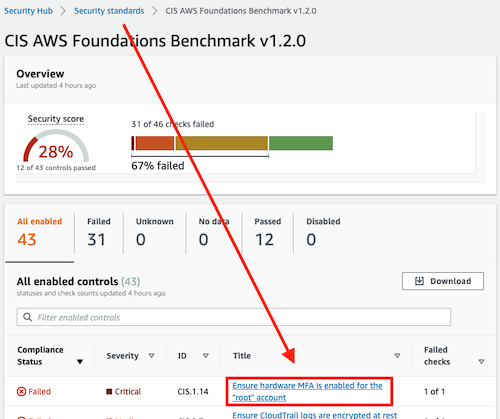 Security Hub > Security standards > CIS AWS Foundations Benchmark v1.2.0
CIS AWS Foundations Benchmark v1.2.0
Overview
Last updated 4 hours ago
Security score
28%
12 of 43 controls passed
31 of 46 checks failed
67% failed
All enabled Failed Unknown No data Passed Disabled
43 31 0 0 12 0
All enabled controls (43)
statuses and check counts updated 4 hours ago
Download
Filter enabled controls
Compliance Status Severity ID Title Failed checks
Failed Critical CIS.1.14 Ensure hardware MFA is enabled for the 1 of 1
"root" account
Ensure CloudTrail logs are encrypted at rest